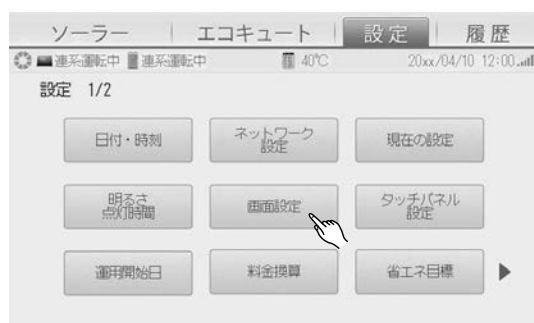 ソーラー エコキュート 設定 履歴
連系運転中 連系運転中 40℃ 20xx/04/10 12:00
設定 1/2
日付・時刻 ネットワーク設定 現在の設定
明るさ点灯時間 画面設定 タッチパネル設定
運用開始日 料金換算 省エネ目標